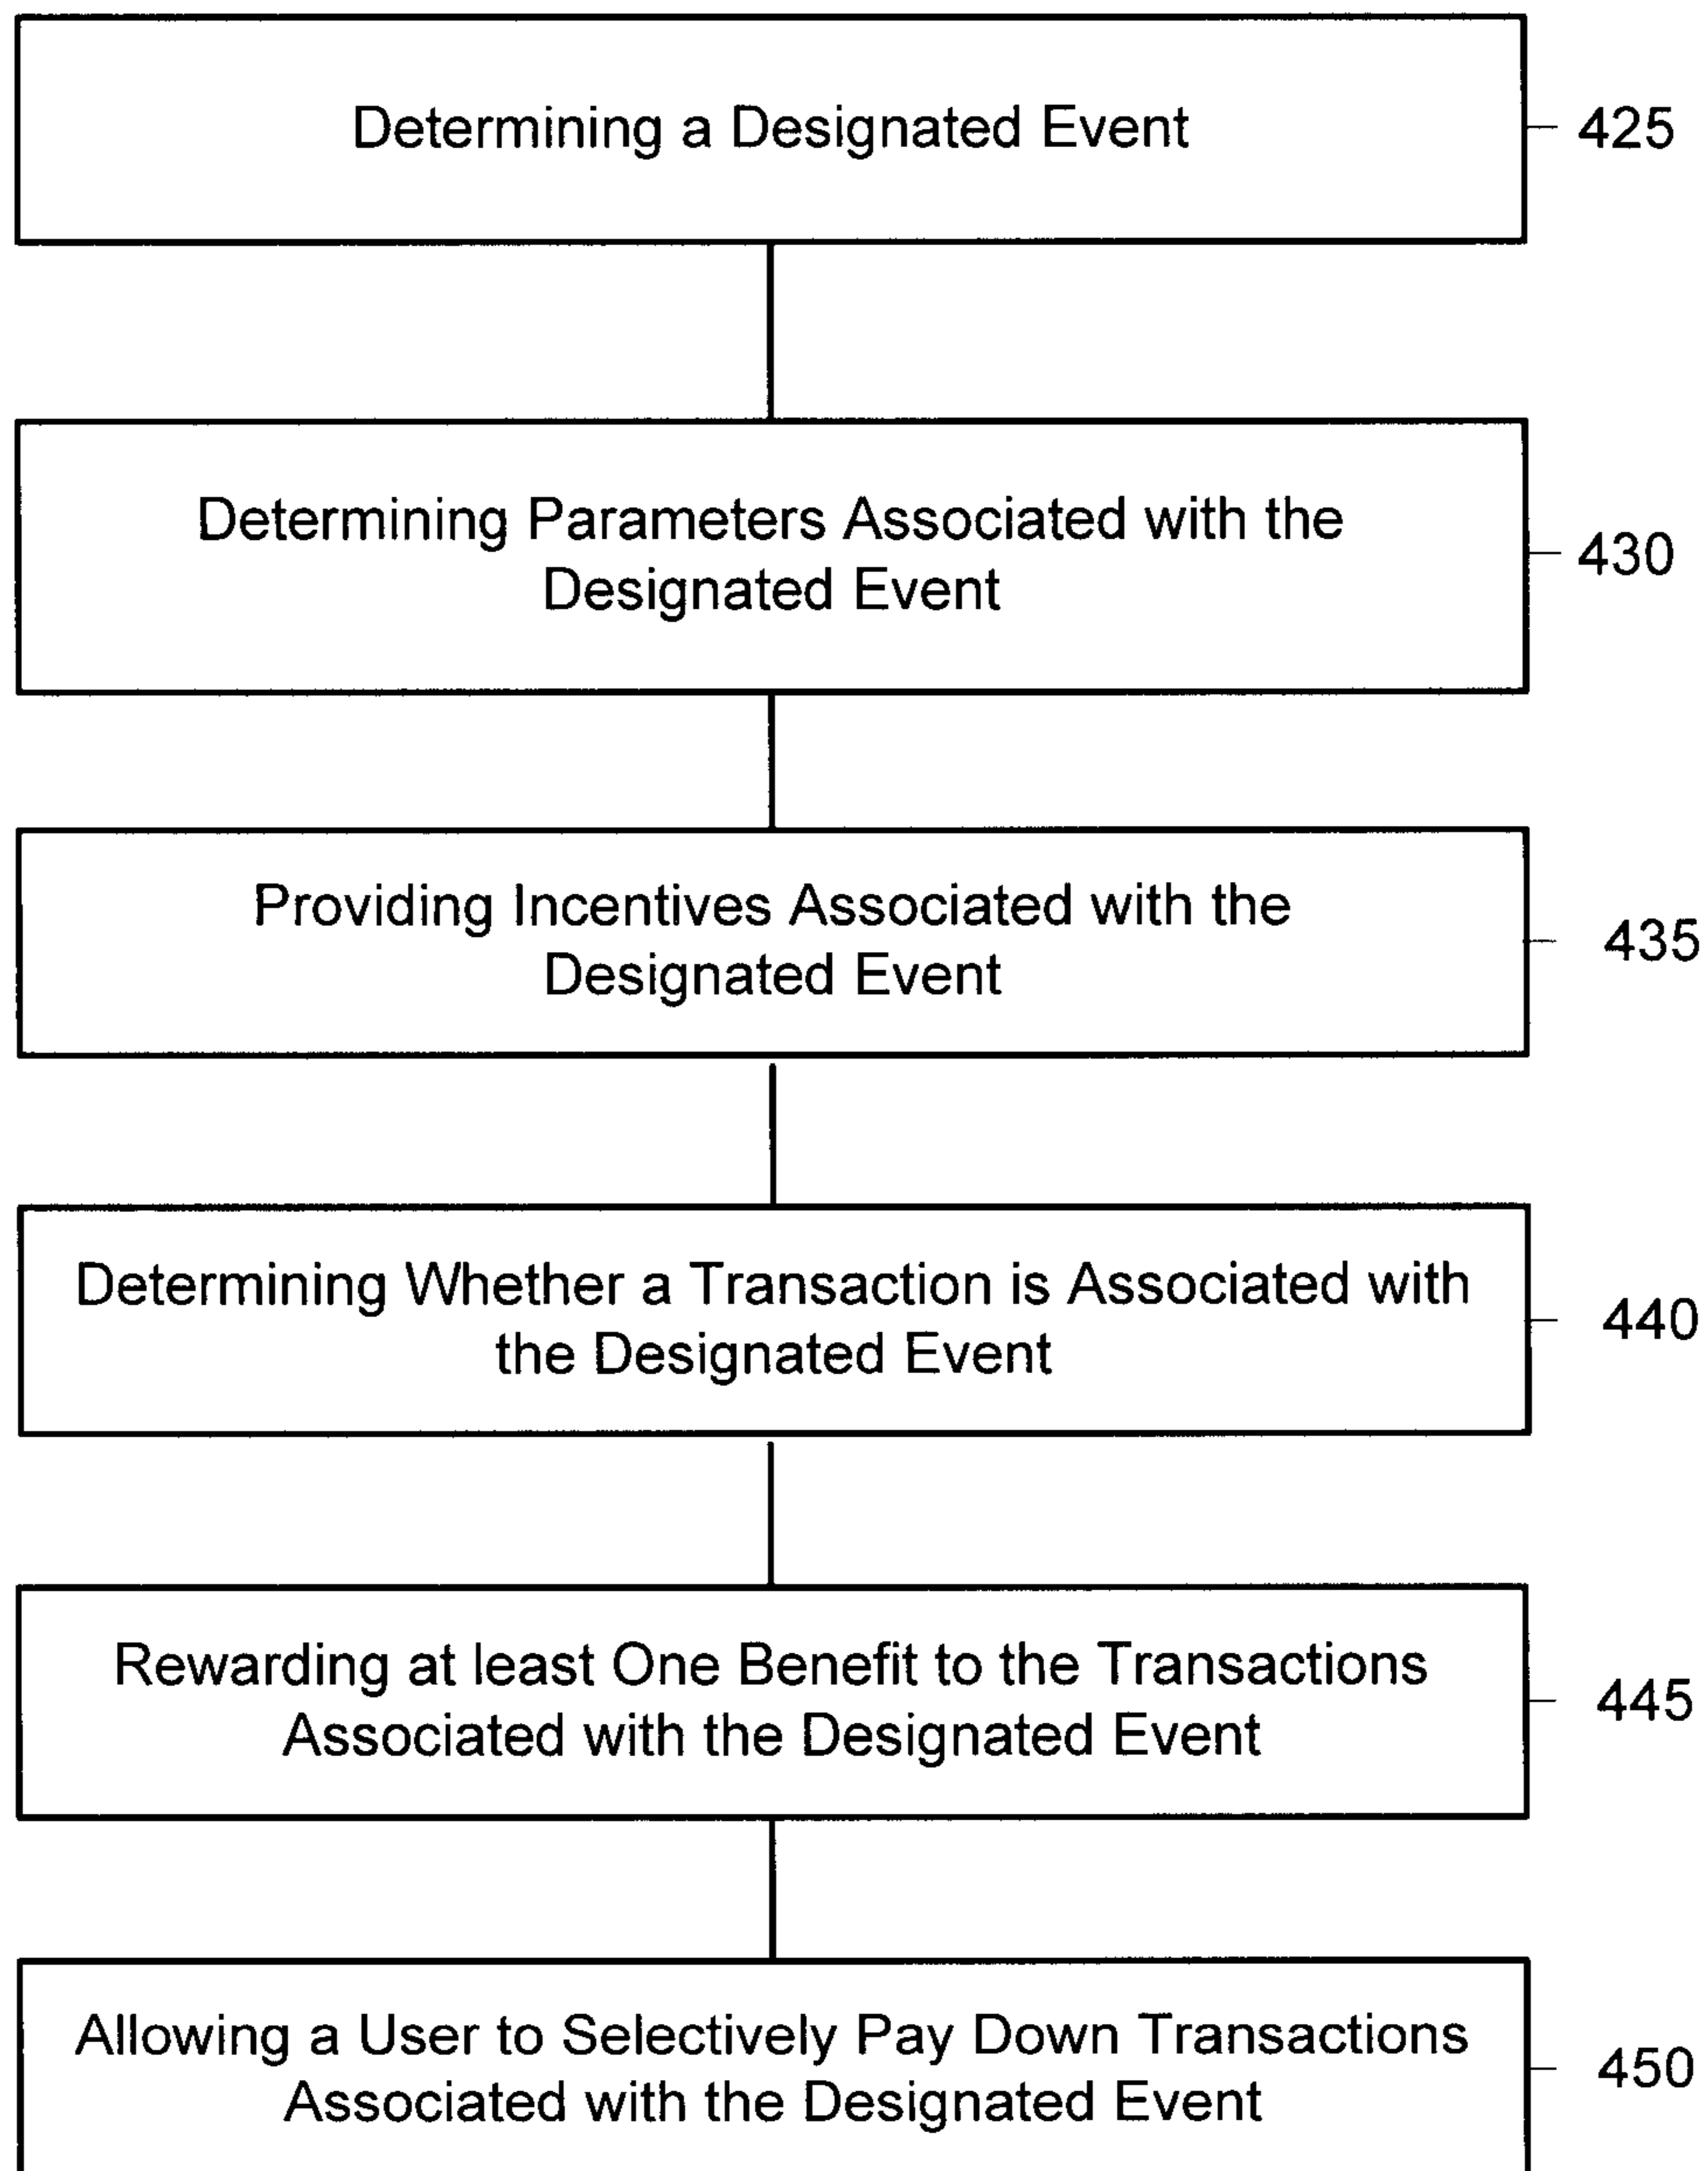 Determining a Designated Event
425
Determining Parameters Associated with the
Designated Event
430
Providing Incentives Associated with the
Designated Event
435
Determining Whether a Transaction is Associated with
the Designated Event
440
Rewarding at least One Benefit to the Transactions
Associated with the Designated Event
445
Allowing a User to Selectively Pay Down Transactions
Associated with the Designated Event
450